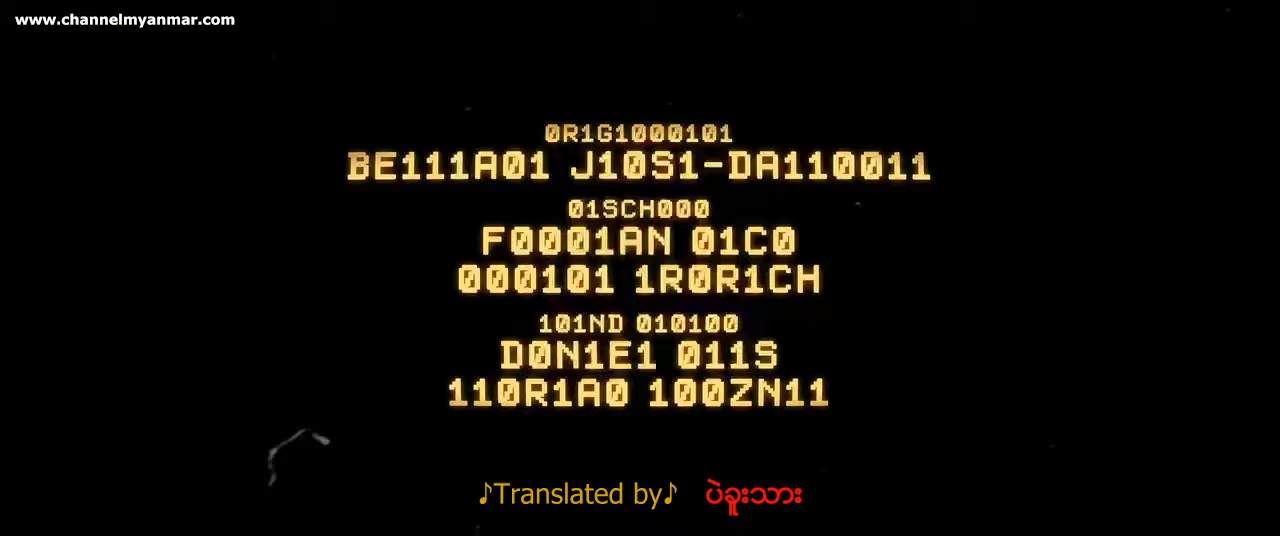 www.channelmyanmar.com
0R1G1000101
BE111A01 J10S1-DA110011
01SCH000
F0001AN 01C0
000101 1R0R1CH
101ND 010100
D0N1E1 011S
110R1A0 100ZN11
♪Translated by♪ ပဲခူးသား